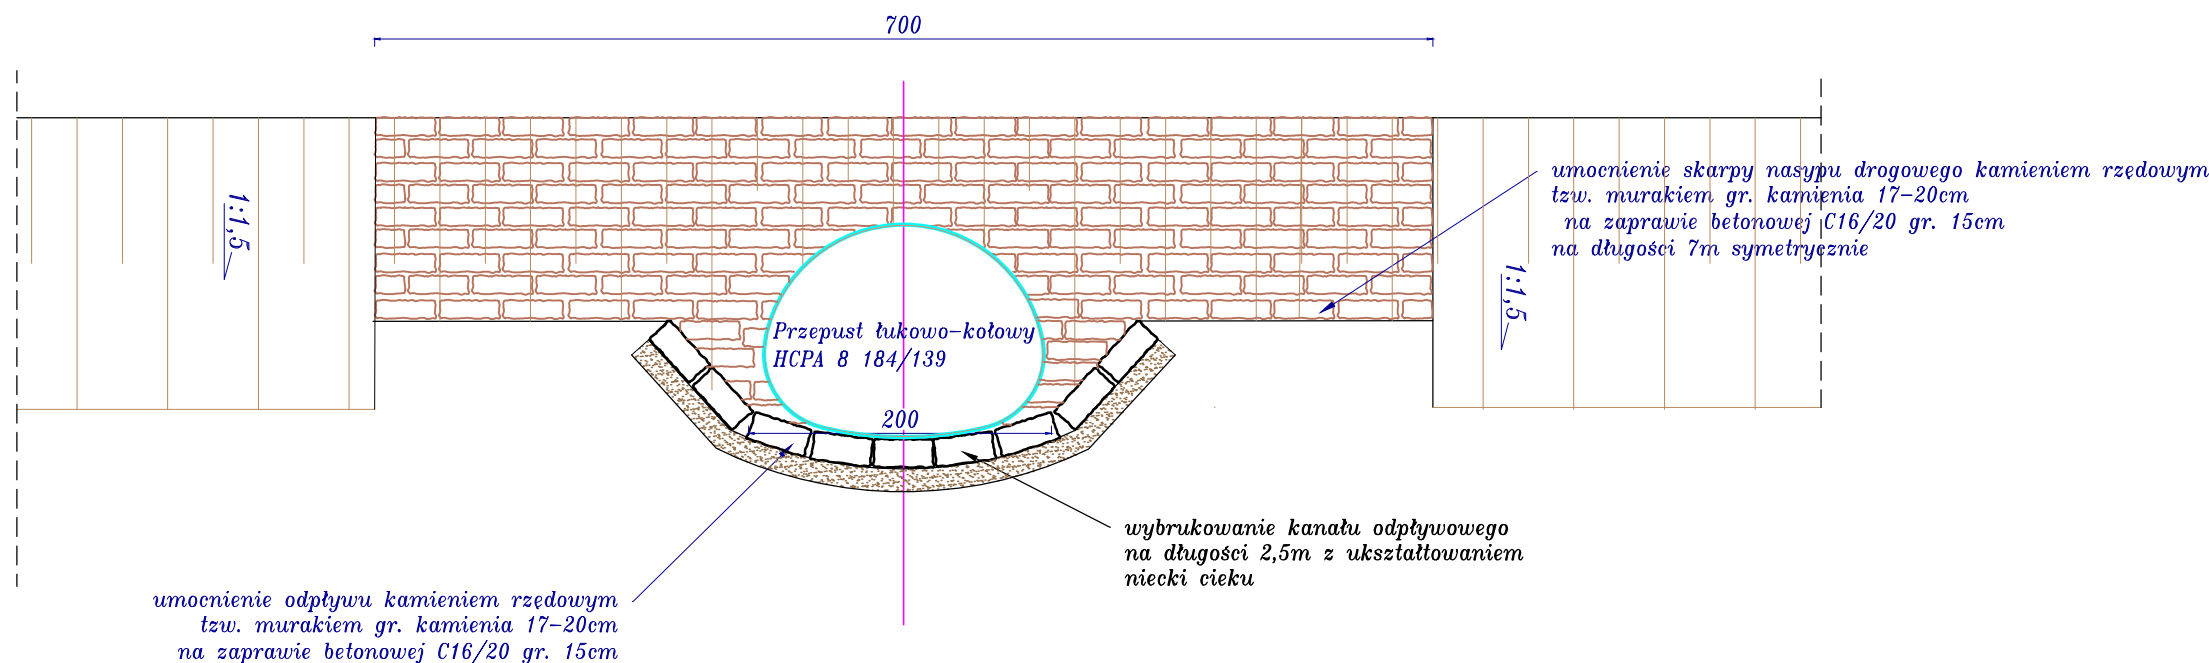 700
1:1,5
umocnienie skarpy nasypu drogowego kamieniem rzędowym
tzw. murakiem gr. kamienia 17-20cm
na zaprawie betonowej C16/20 gr. 15cm
na długości 7m symetrycznie
1:1,5
Przepust łukowo-kołowy
HCPA 8 184/139
200
wybrukowanie kanału odpływowego
na długości 2,5m z ukształtowaniem
niecki cieku
umocnienie odpływu kamieniem rzędowym
tzw. murakiem gr. kamienia 17-20cm
na zaprawie betonowej C16/20 gr. 15cm